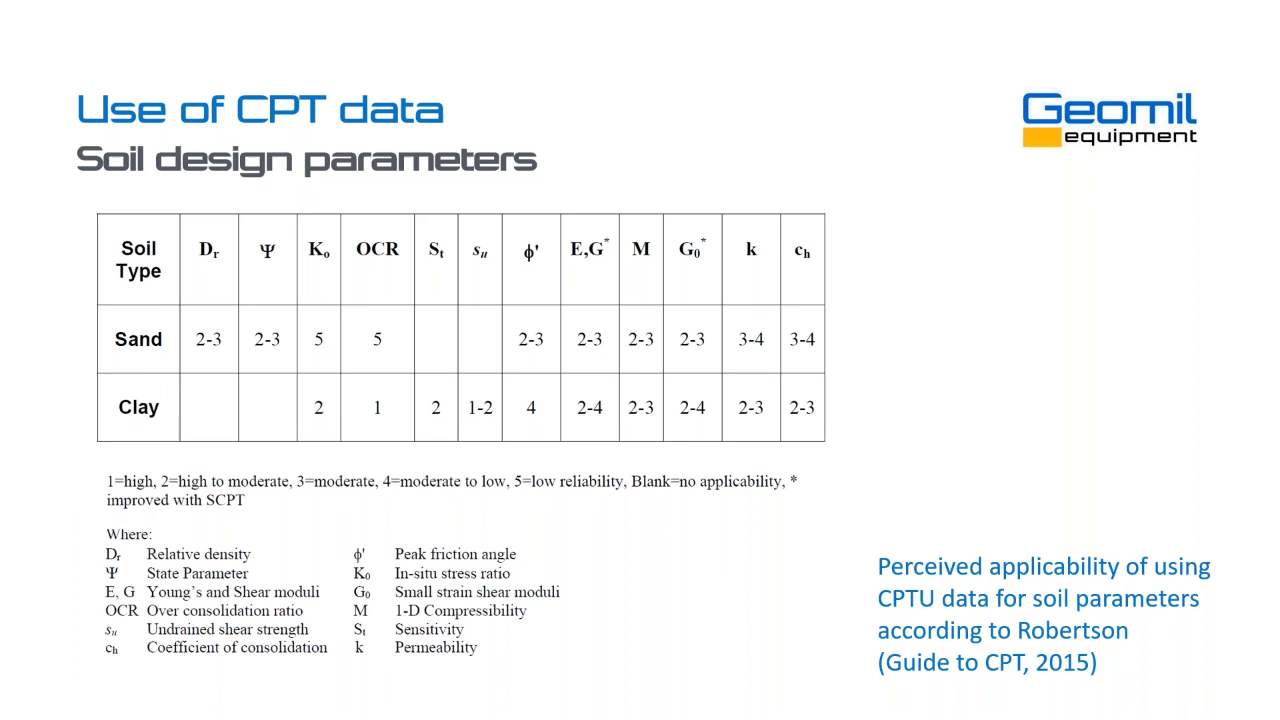 Use of CPT data
Soil design parameters
Geomil
equipment
Soil Type Dr Ψ Ko OCR St su ϕ' E,G* M G0* k ch
Sand 2-3 2-3 5 5 2-3 2-3 2-3 2-3 3-4 3-4
Clay 2 1 2 1-2 4 2-4 2-3 2-4 2-3 2-3
1=high, 2=high to moderate, 3=moderate, 4=moderate to low, 5=low reliability, Blank=no applicability, *
improved with SCPT
Where:
Dr Relative density ϕ' Peak friction angle
Ψ State Parameter K0 In-situ stress ratio
E, G Young's and Shear moduli G0 Small strain shear moduli
OCR Over consolidation ratio M 1-D Compressibility
su Undrained shear strength St Sensitivity
ch Coefficient of consolidation k Permeability
Perceived applicability of using
CPTU data for soil parameters
according to Robertson
(Guide to CPT, 2015)